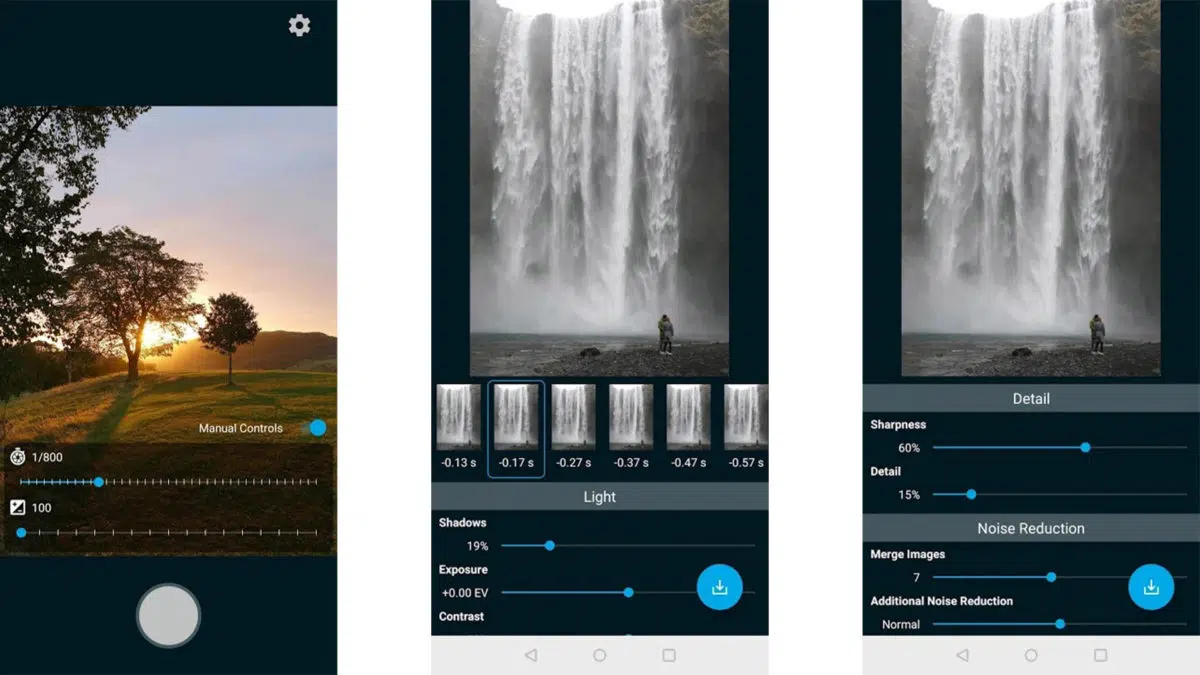 Manual Controls
1/800
100
-0.13 s
-0.17 s
-0.27 s
-0.37 s
-0.47 s
-0.57 s
Light
Shadows
19%
Exposure
+0.00 EV
Contrast
Detail
Sharpness
60%
Detail
15%
Noise Reduction
Merge Images
7
Additional Noise Reduction
Normal